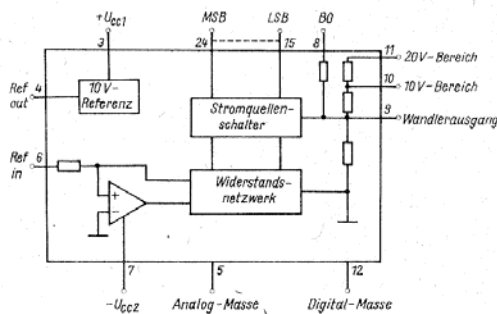 +Ucc1
MSB
LSB
BO
3
24
15
8
11
20V-Bereich
10
10V-Bereich
9
Wandlerausgang
Ref out
4
10V-
Referenz
Stromquellen-
schalter
Ref in
6
Widerstands-
netzwerk
+
−
7
5
12
−Ucc2
Analog-Masse
Digital-Masse